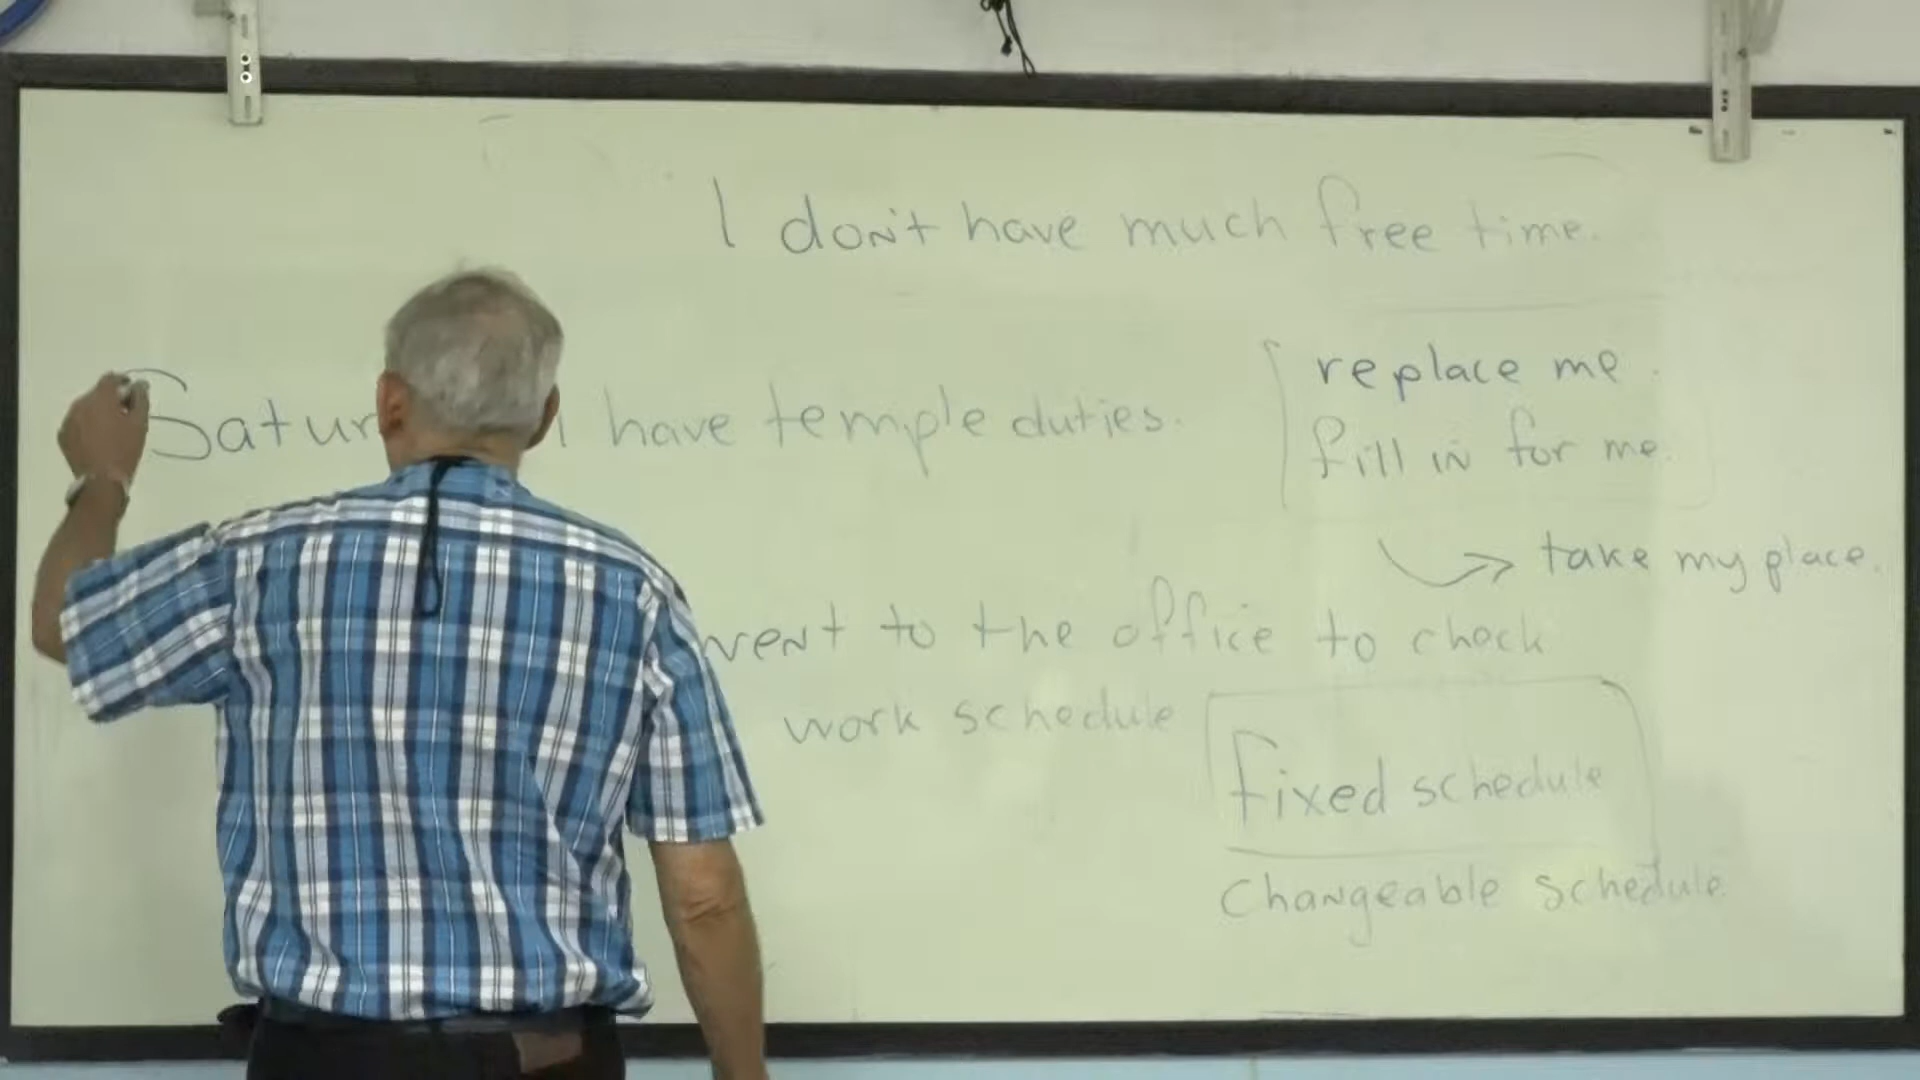 I don't have much free time.
Satur I have temple duties.
replace me
fill in for me.
take my place.
went to the office to check
work schedule
fixed schedule
changeable schedule